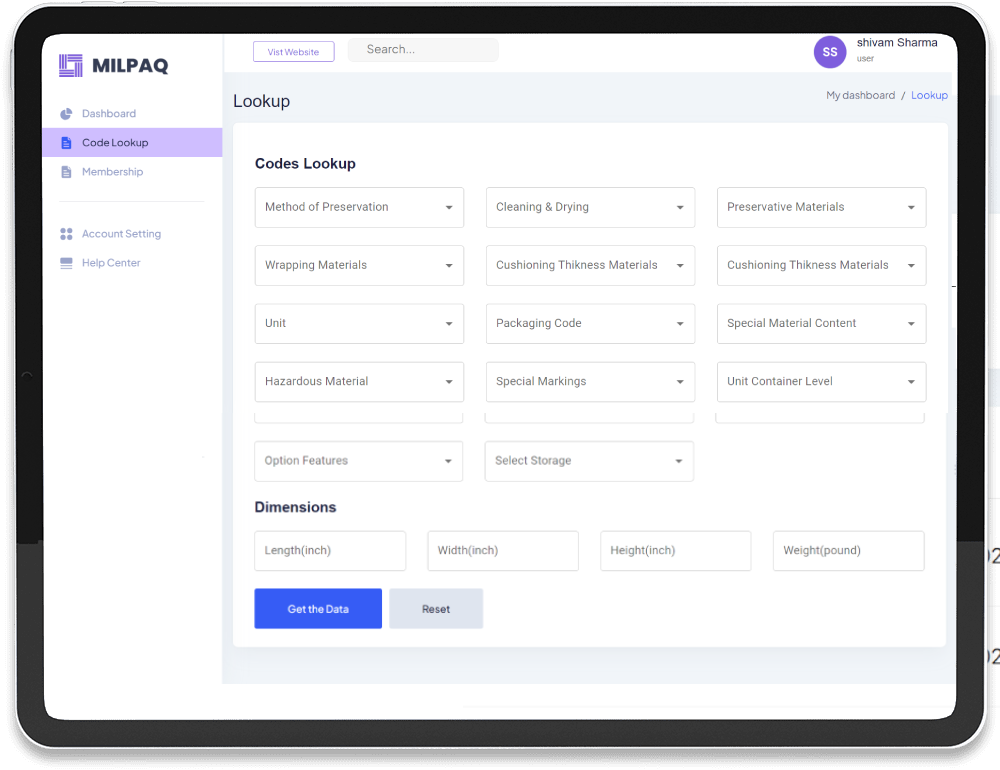 MILPAQ
Vist Website
Search...
SS
shivam Sharma
user
Dashboard
Code Lookup
Membership
Account Setting
Help Center
Lookup
My dashboard / Lookup
Codes Lookup
Method of Preservation
Cleaning & Drying
Preservative Materials
Wrapping Materials
Cushioning Thikness Materials
Cushioning Thikness Materials
Unit
Packaging Code
Special Material Content
Hazardous Material
Special Markings
Unit Container Level
Option Features
Select Storage
Dimensions
Length(inch)
Width(inch)
Height(inch)
Weight(pound)
Get the Data
Reset